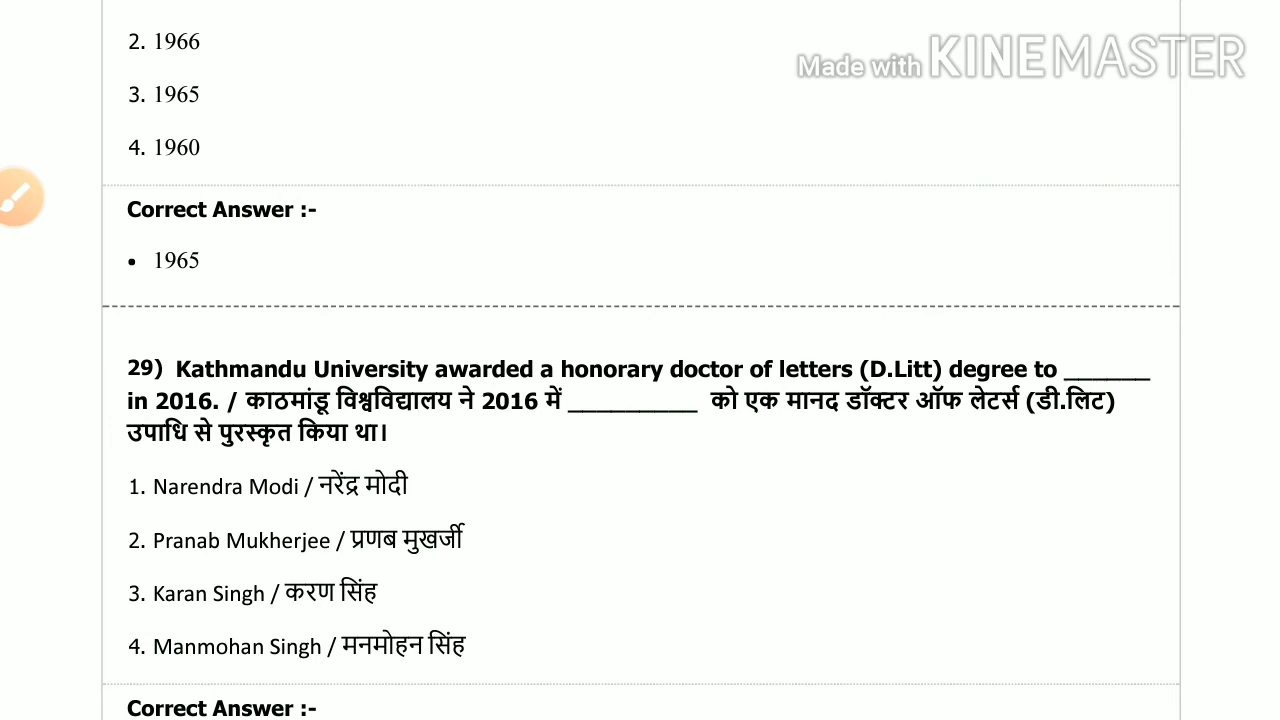 2. 1966
Made with KINEMASTER
3. 1965
4. 1960
Correct Answer :-
• 1965
29) Kathmandu University awarded a honorary doctor of letters (D.Litt) degree to ______
in 2016. / काठमांडू विश्वविद्यालय ने 2016 में _________ को एक मानद डॉक्टर ऑफ लेटर्स (डी.लिट)
उपाधि से पुरस्कृत किया था।
1. Narendra Modi / नरेंद्र मोदी
2. Pranab Mukherjee / प्रणब मुखर्जी
3. Karan Singh / करण सिंह
4. Manmohan Singh / मनमोहन सिंह
Correct Answer :-